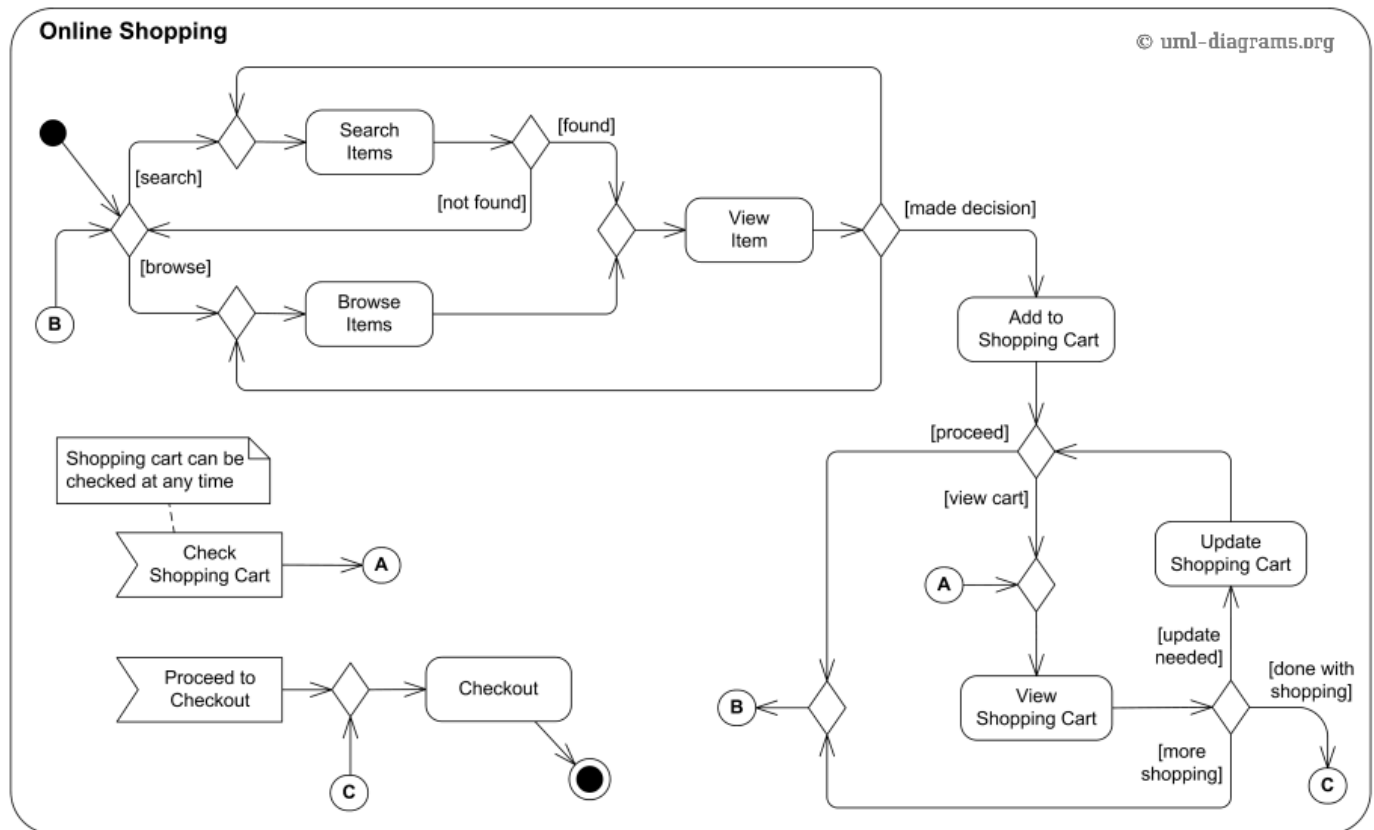 Online Shopping
© uml-diagrams.org
Search
Items
[found]
[search]
[not found]
View
Item
[made decision]
[browse]
Browse
Items
B
Add to
Shopping Cart
[proceed]
Shopping cart can be
checked at any time
[view cart]
Check
Shopping Cart
A
A
Update
Shopping Cart
[update
needed]
[done with
shopping]
Proceed to
Checkout
Checkout
B
View
Shopping Cart
[more
shopping]
C
C